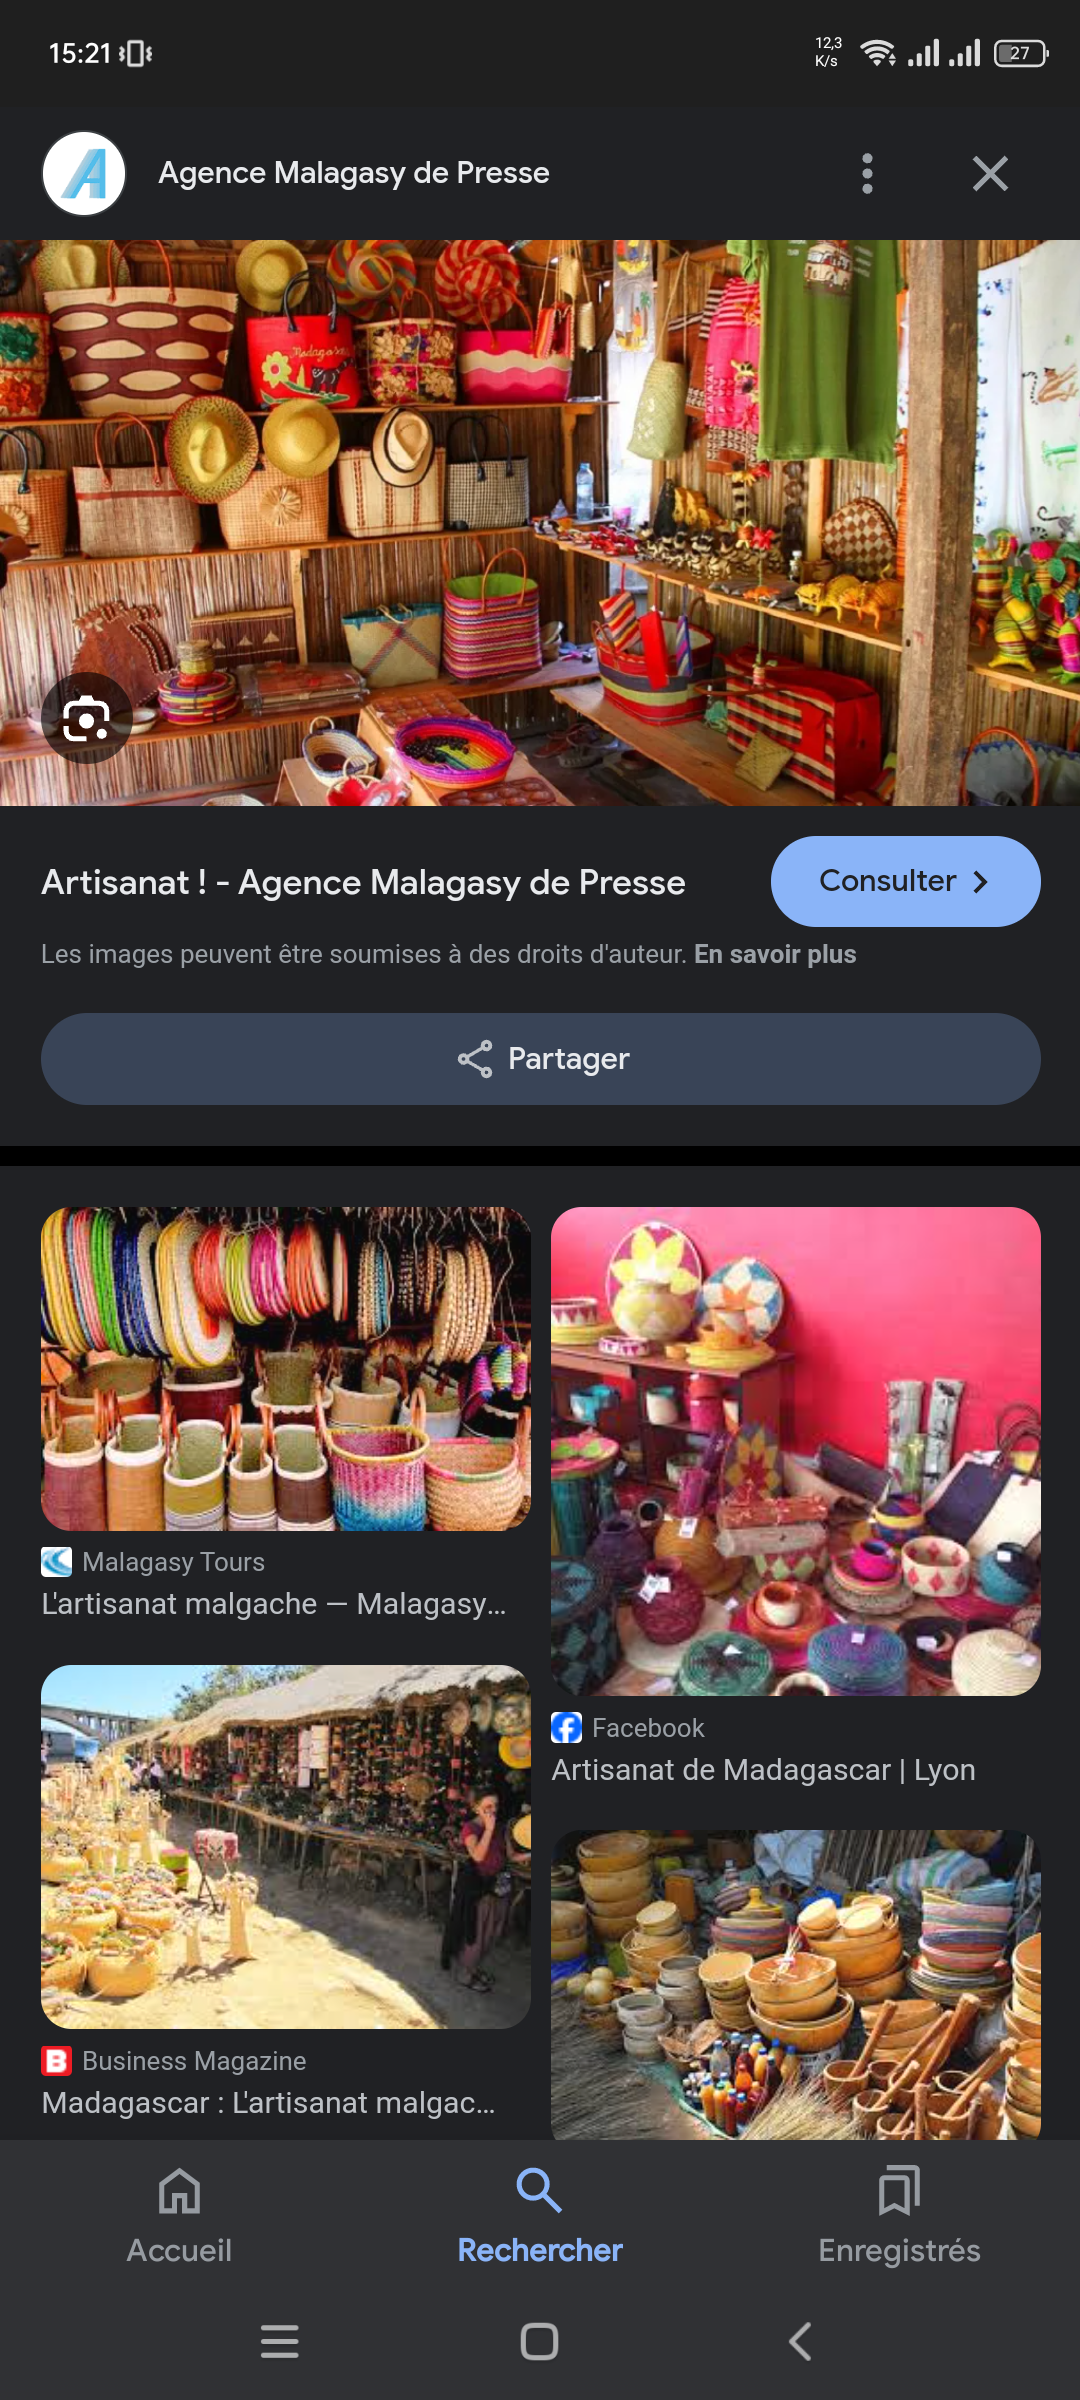 15:21
12,3
K/s
27
Agence Malagasy de Presse
Madagascar
Artisanat ! - Agence Malagasy de Presse
Consulter
Les images peuvent être soumises à des droits d'auteur. En savoir plus
Partager
Malagasy Tours
L'artisanat malgache — Malagasy...
Facebook
Artisanat de Madagascar | Lyon
Business Magazine
Madagascar : L'artisanat malgac...
Accueil
Rechercher
Enregistrés